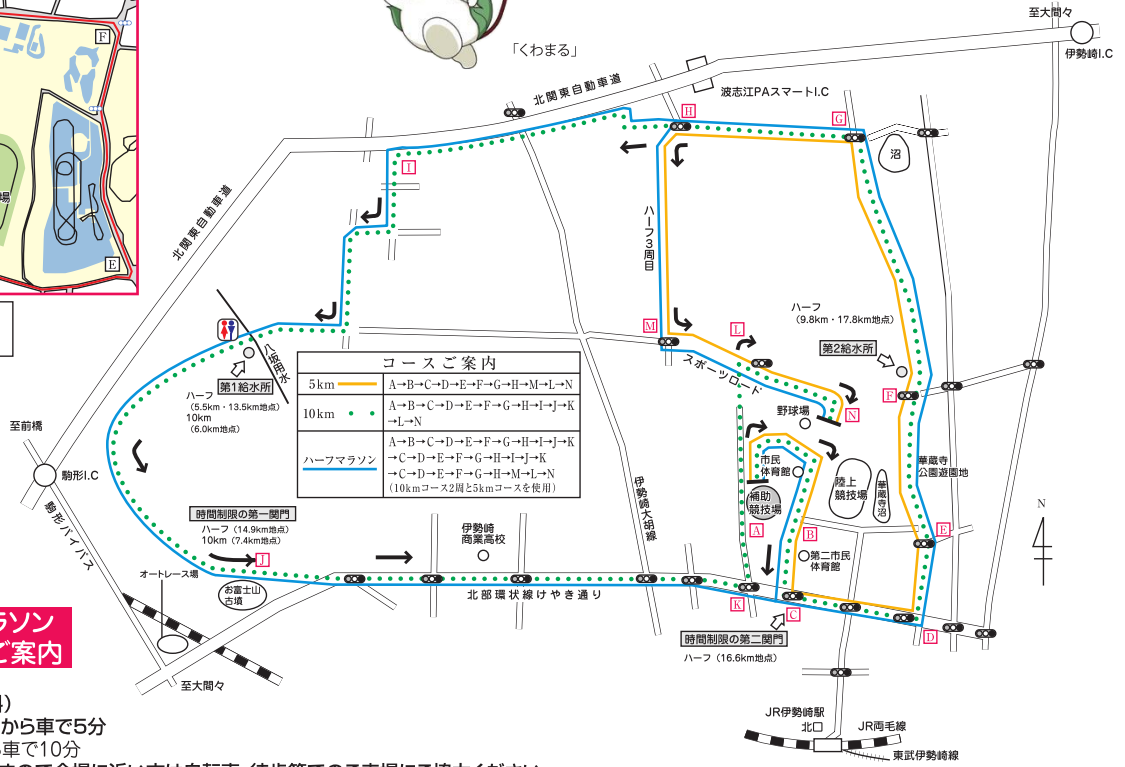 F
E
場
「くわまる」
至大間々
伊勢崎I.C
北関東自動車道
波志江PAスマートI.C
H
G
沼
I
北関東自動車道
ハーフ3周目
ハーフ
(9.8km・17.8km地点)
第2給水所
M
L
スポーツロード
F
N
八坂用水
第1給水所
ハーフ
(5.5km・13.5km地点)
10km
(6.0km地点)
コースご案内
5km
A→B→C→D→E→F→G→H→M→L→N
10km
A→B→C→D→E→F→G→H→I→J→K
→L→N
ハーフマラソン
A→B→C→D→E→F→G→H→I→J→K
→C→D→E→F→G→H→I→J→K
→C→D→E→F→G→H→M→L→N
(10kmコース2周と5kmコースを使用)
野球場
市民
体育館
陸上
競技場
華蔵寺沼
華蔵寺
公園遊園地
補助
競技場
A
B
E
第二市民
体育館
至前橋
駒形I.C
駒形バイパス
時間制限の第一関門
ハーフ(14.9km地点)
10km(7.4km地点)
J
伊勢崎
商業高校
伊勢崎大胡線
N
オートレース場
お富士山
古墳
北部環状線けやき通り
K
C
D
時間制限の第二関門
ハーフ(16.6km地点)
至大間々
JR伊勢崎駅
北口
JR両毛線
東武伊勢崎線
ラソン
ご案内
から車で5分
車で10分